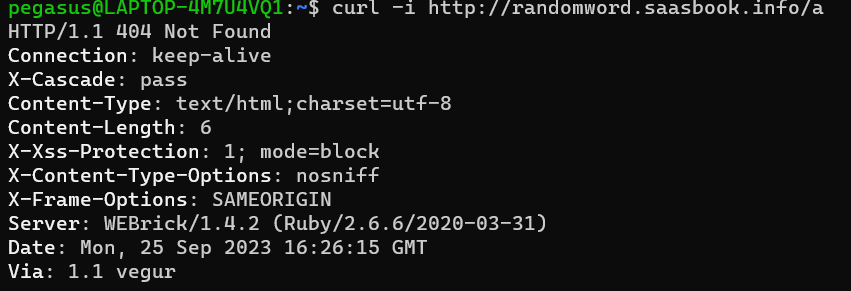 pegasus@LAPTOP-4M7U4VQ1:~$ curl -i http://randomword.saasbook.info/a
HTTP/1.1 404 Not Found
Connection: keep-alive
X-Cascade: pass
Content-Type: text/html;charset=utf-8
Content-Length: 6
X-Xss-Protection: 1; mode=block
X-Content-Type-Options: nosniff
X-Frame-Options: SAMEORIGIN
Server: WEBrick/1.4.2 (Ruby/2.6.6/2020-03-31)
Date: Mon, 25 Sep 2023 16:26:15 GMT
Via: 1.1 vegur